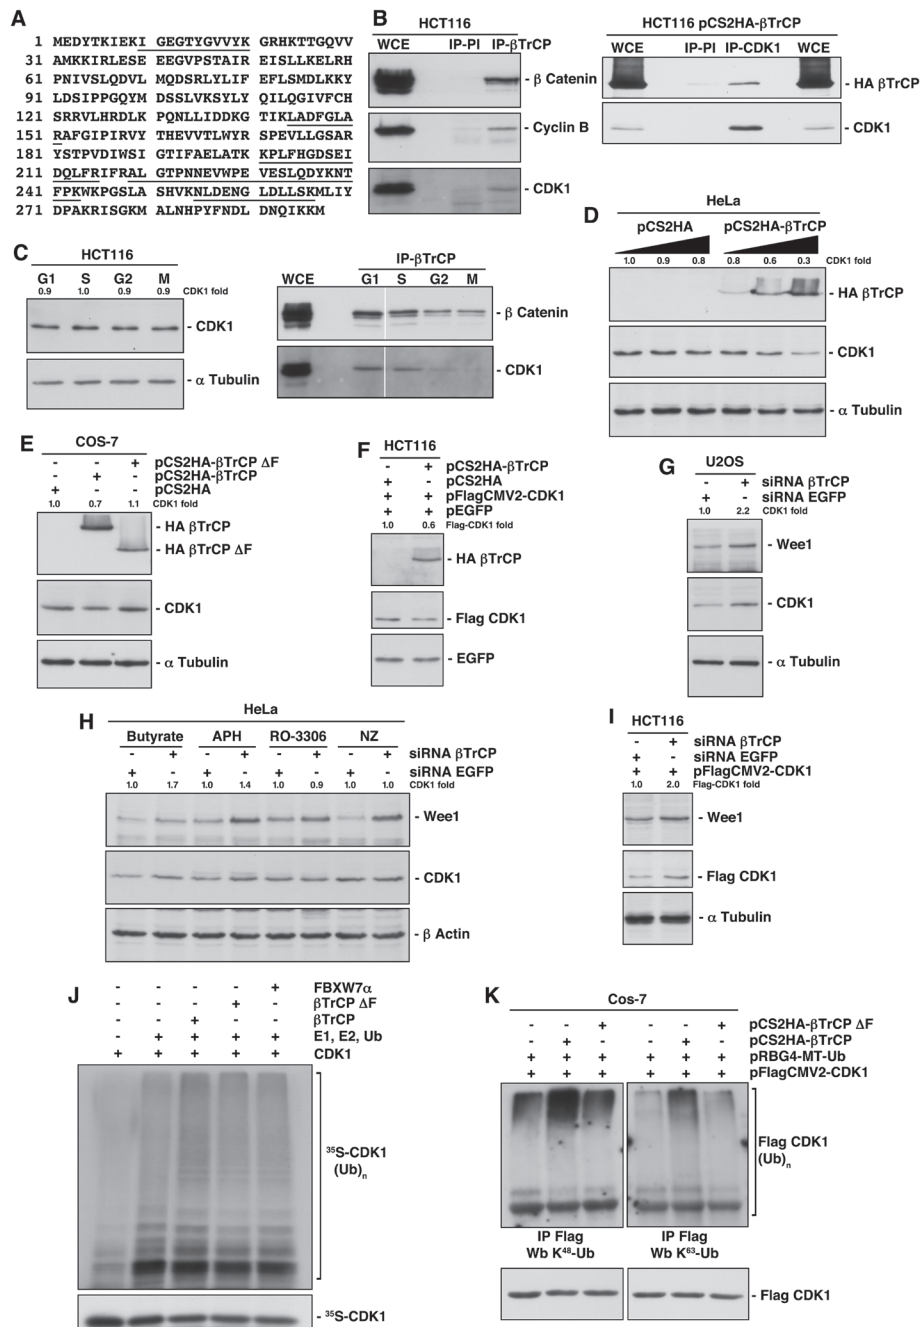 A
1 MEDYTKIEKI GEGTYGVVYK GRHKTTGQVV
31 AMKKIRLESE EEGVPSTAIR EISLLKELRH
61 PNIVSLQDVL MQDSRLYLIF EFLSMDLKKY
91 LDSIPPGQYM DSSLVKSYLY QILQGIVFCH
121 SRRVLHRDLK PQNLLIDDKG TIKLADFGLA
151 RAFGIPIRVY THEVVTLWYR SPEVLLGSAR
181 YSTPVDIWSI GTIFAELATK KPLFHGDSEI
211 DQLFRIFRAL GTPNNEVWPE VESLQDYKNT
241 FPKWKPGSLA SHVKNLDENG LDLLSKMLIY
271 DPAKRISGKM ALNHPYFNDL DNQIKKM
B
HCT116
WCE IP-PI IP-βTrCP
- β Catenin
- Cyclin B
- CDK1
HCT116 pCS2HA-βTrCP
WCE IP-PI IP-CDK1 WCE
- HA βTrCP
- CDK1
C
HCT116
G1 S G2 M
0.9 1.0 0.9 0.9 CDK1 fold
- CDK1
- α Tubulin
IP-βTrCP
WCE G1 S G2 M
- β Catenin
- CDK1
D
HeLa
pCS2HA pCS2HA-βTrCP
1.0 0.9 0.8 0.8 0.6 0.3 CDK1 fold
- HA βTrCP
- CDK1
- α Tubulin
E
COS-7
- - + pCS2HA-βTrCP ΔF
- + - pCS2HA-βTrCP
+ - - pCS2HA
1.0 0.7 1.1 CDK1 fold
- HA βTrCP
- HA βTrCP ΔF
- CDK1
- α Tubulin
F
HCT116
- + pCS2HA-βTrCP
+ - pCS2HA
+ + pFlagCMV2-CDK1
+ + pEGFP
1.0 0.6 Flag-CDK1 fold
- HA βTrCP
- Flag CDK1
- EGFP
G
U2OS
- + siRNA βTrCP
+ - siRNA EGFP
1.0 2.2 CDK1 fold
- Wee1
- CDK1
- α Tubulin
H
HeLa
Butyrate APH RO-3306 NZ
- + - + - + - + siRNA βTrCP
+ - + - + - + - siRNA EGFP
1.0 1.7 1.0 1.4 1.0 0.9 1.0 1.0 CDK1 fold
- Wee1
- CDK1
- β Actin
I
HCT116
- + siRNA βTrCP
+ - siRNA EGFP
+ + pFlagCMV2-CDK1
1.0 2.0 Flag-CDK1 fold
- Wee1
- Flag CDK1
- α Tubulin
J
- - - - + FBXW7α
- - - + - βTrCP ΔF
- - + - - βTrCP
- + + + + E1, E2, Ub
+ + + + + CDK1
³⁵S-CDK1
(Ub)ₙ
- ³⁵S-CDK1
K
Cos-7
- - + - - + pCS2HA-βTrCP ΔF
- + - - + - pCS2HA-βTrCP
+ + + + + + pRBG4-MT-Ub
+ + + + + + pFlagCMV2-CDK1
Flag CDK1
(Ub)ₙ
IP Flag IP Flag
Wb K⁴⁸-Ub Wb K⁶³-Ub
- Flag CDK1